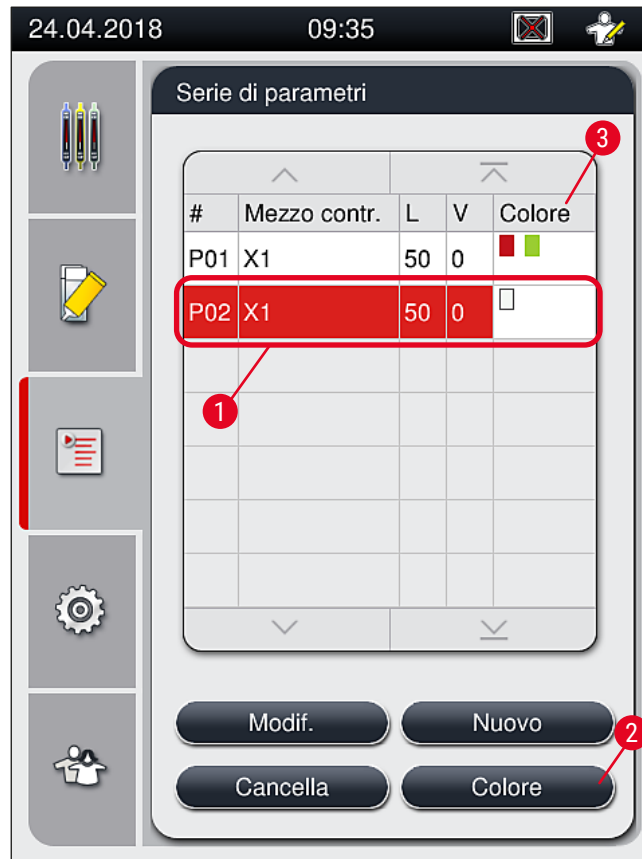 24.04.2018 09:35
Serie di parametri
3
# Mezzo contr. L V Colore
P01 X1 50 0
P02 X1 50 0
1
Modif. Nuovo
2
Cancella Colore